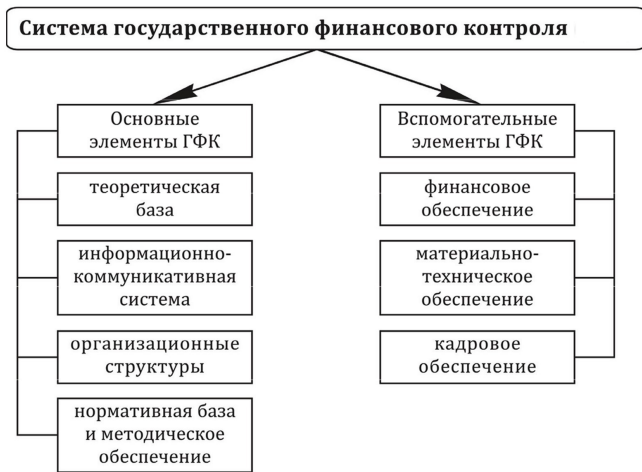 Система государственного финансового контроля
Основные
элементы ГФК
теоретическая
база
информационно-
коммуникативная
система
организационные
структуры
нормативная база
и методическое
обеспечение
Вспомогательные
элементы ГФК
финансовое
обеспечение
материально-
техническое
обеспечение
кадровое
обеспечение